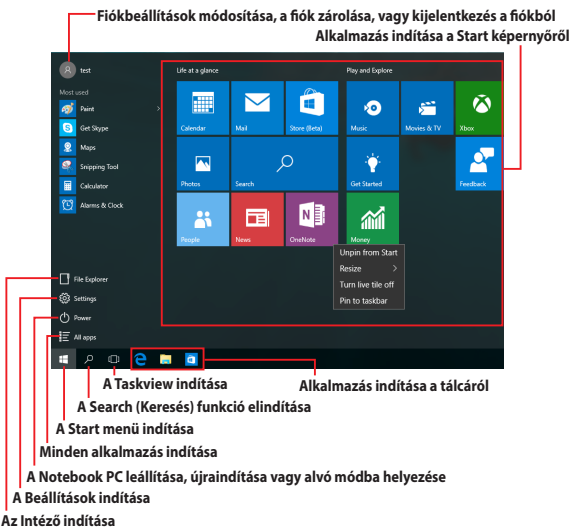 Fiókbeállítások módosítása, a fiók zárolása, vagy kijelentkezés a fiókból
Alkalmazás indítása a Start képernyőről
test
Life at a glance
Play and Explore
Most used
Paint
Get Skype
Maps
Snipping Tool
Calculator
Alarms & Clock
Calendar
Mail
Store (Beta)
Music
Movies & TV
Xbox
Photos
Search
Get Started
Feedback
People
News
OneNote
Money
Unpin from Start
Resize
Turn live tile off
Pin to taskbar
File Explorer
Settings
Power
All apps
A Taskview indítása
Alkalmazás indítása a tálcáról
A Search (Keresés) funkció elindítása
A Start menü indítása
Minden alkalmazás indítása
A Notebook PC leállítása, újraindítása vagy alvó módba helyezése
A Beállítások indítása
Az Intéző indítása